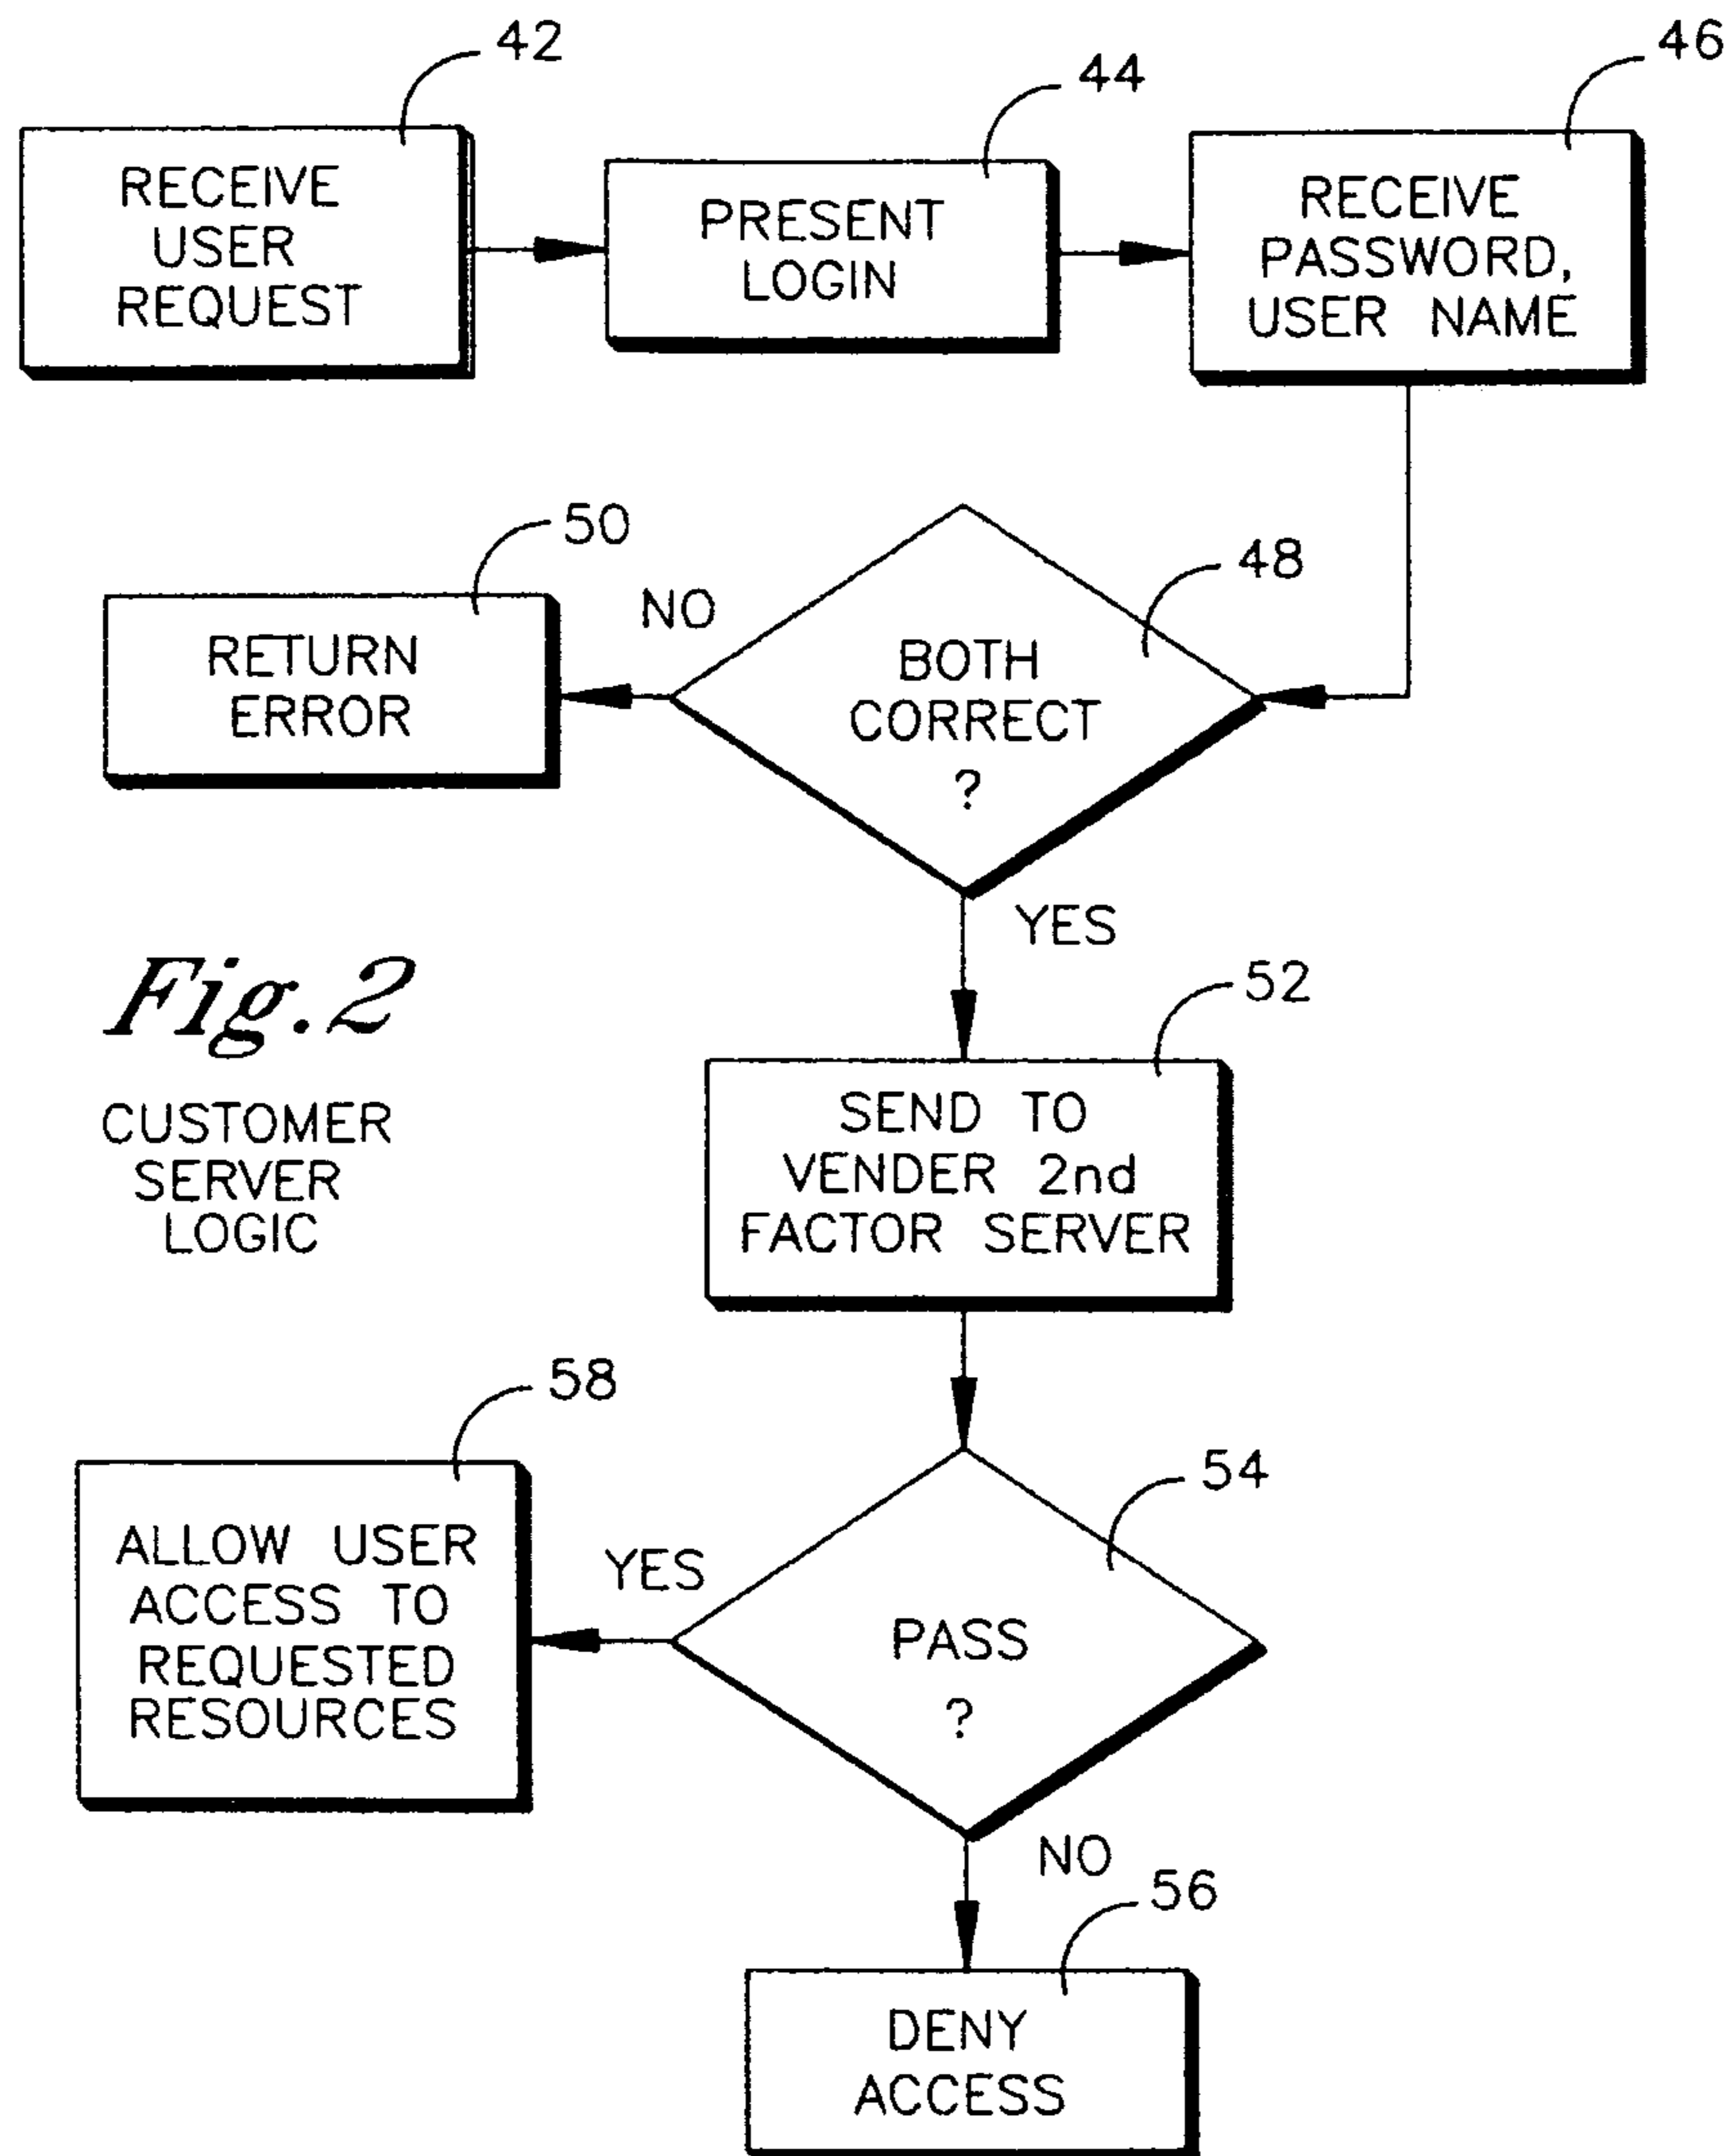 42
RECEIVE
USER
REQUEST
44
PRESENT
LOGIN
46
RECEIVE
PASSWORD,
USER NAME
50
RETURN
ERROR
NO
48
BOTH
CORRECT
?
YES
Fig.2
CUSTOMER
SERVER
LOGIC
52
SEND TO
VENDER 2nd
FACTOR SERVER
58
ALLOW USER
ACCESS TO
REQUESTED
RESOURCES
YES
54
PASS
?
NO
56
DENY
ACCESS